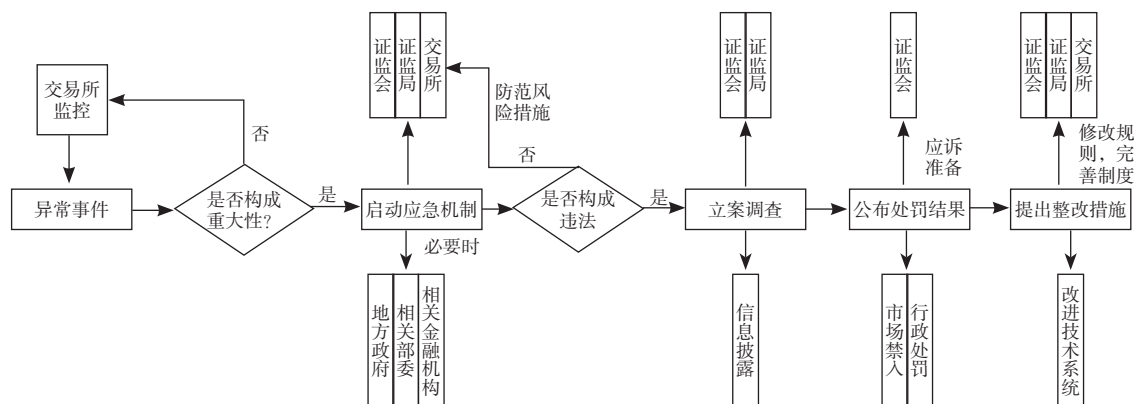 证监会
证监局
交易所
证监会
证监局
证监会
证监会
证监局
交易所
交易所
监控
防范风
险措施
否
否
应诉
准备
修改规
则，完
善制度
异常事件
是否构成
重大性？
是
启动应急机制
是否构成
违法
是
立案调查
公布处罚结果
提出整改措施
必要时
地方政府
相关部委
相关金融机构
信息披露
市场禁入
行政处罚
改进技术系统